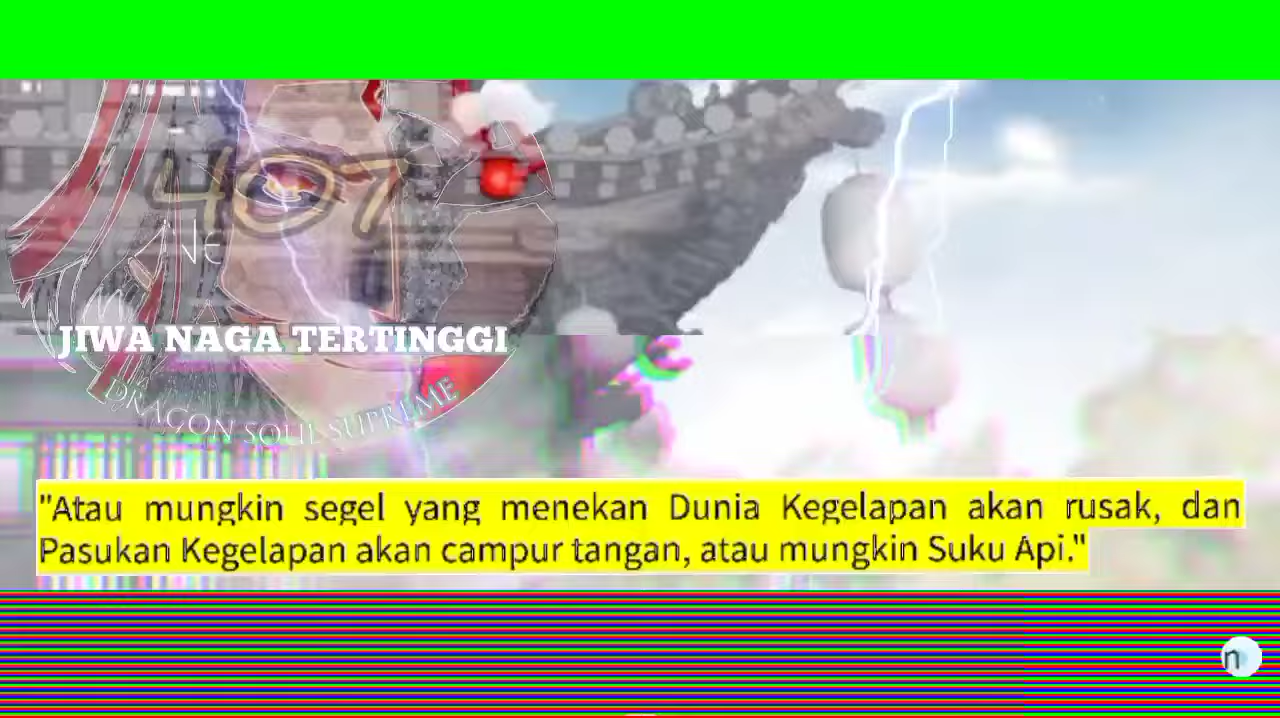 407
JIWA NAGA TERTINGGI
DRAGON SOUL SUPREME
"Atau mungkin segel yang menekan Dunia Kegelapan akan rusak, dan
Pasukan Kegelapan akan campur tangan, atau mungkin Suku Api."
n